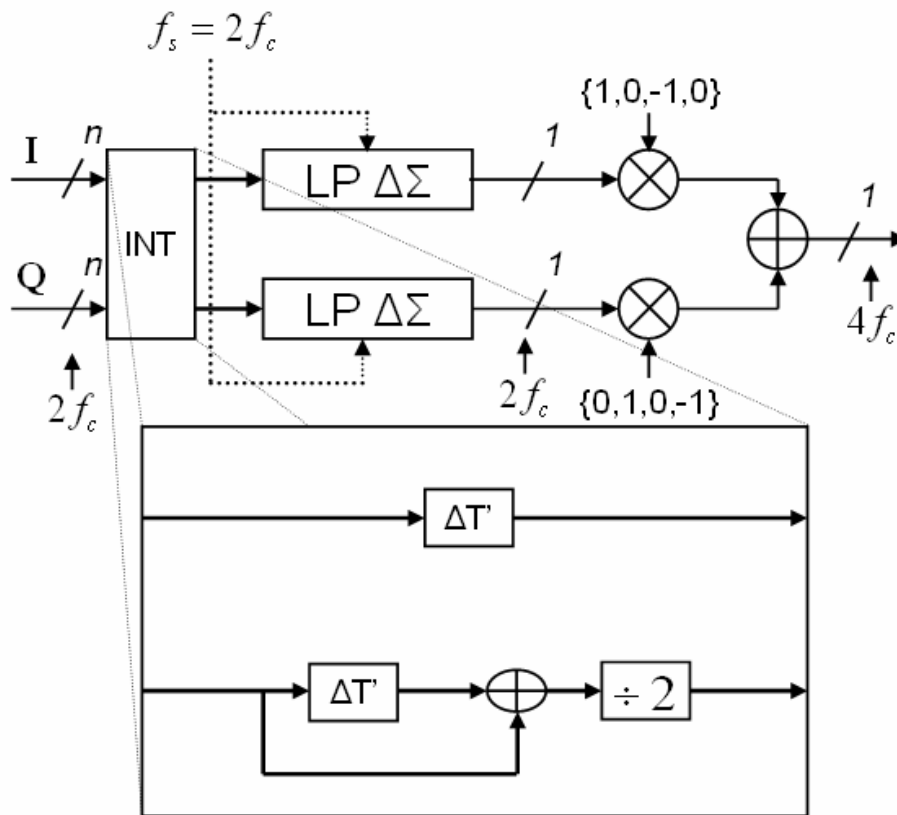 f_s = 2f_c
{1,0,-1,0}
I
n
LP ΔΣ
1
INT
1
Q
n
LP ΔΣ
1
4f_c
2f_c
2f_c
{0,1,0,-1}
ΔT'
ΔT'
÷ 2